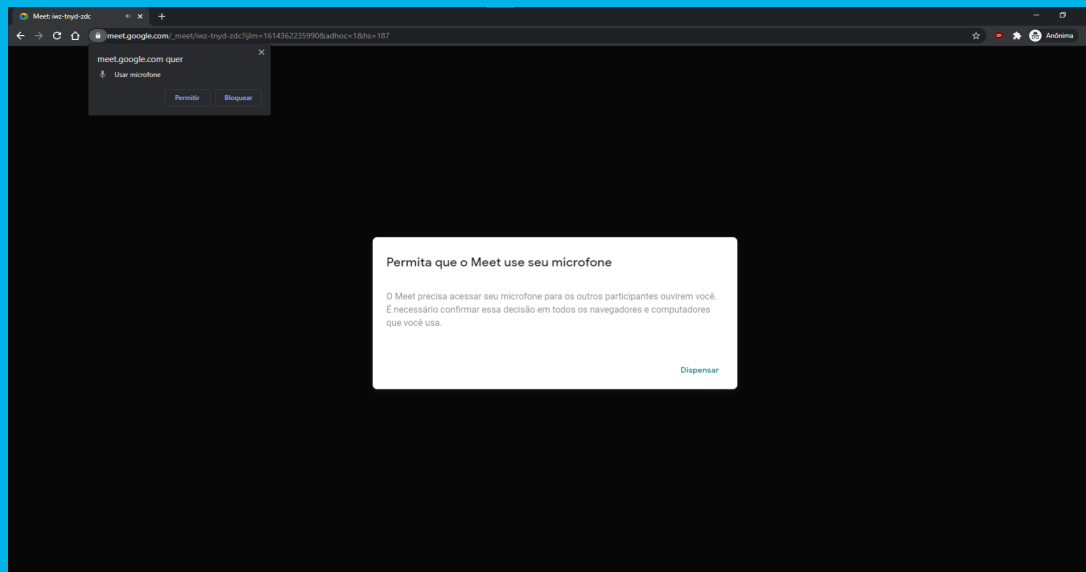 Meet: iwz-tnyd-zdc
meet.google.com/_meet/iwz-tnyd-zdc?ijlm=1614362235990&adhoc=1&hs=187
Anônima
meet.google.com quer
Usar microfone
Permitir Bloquear
Permita que o Meet use seu microfone
O Meet precisa acessar seu microfone para os outros participantes ouvirem você.
É necessário confirmar essa decisão em todos os navegadores e computadores
que você usa.
Dispensar